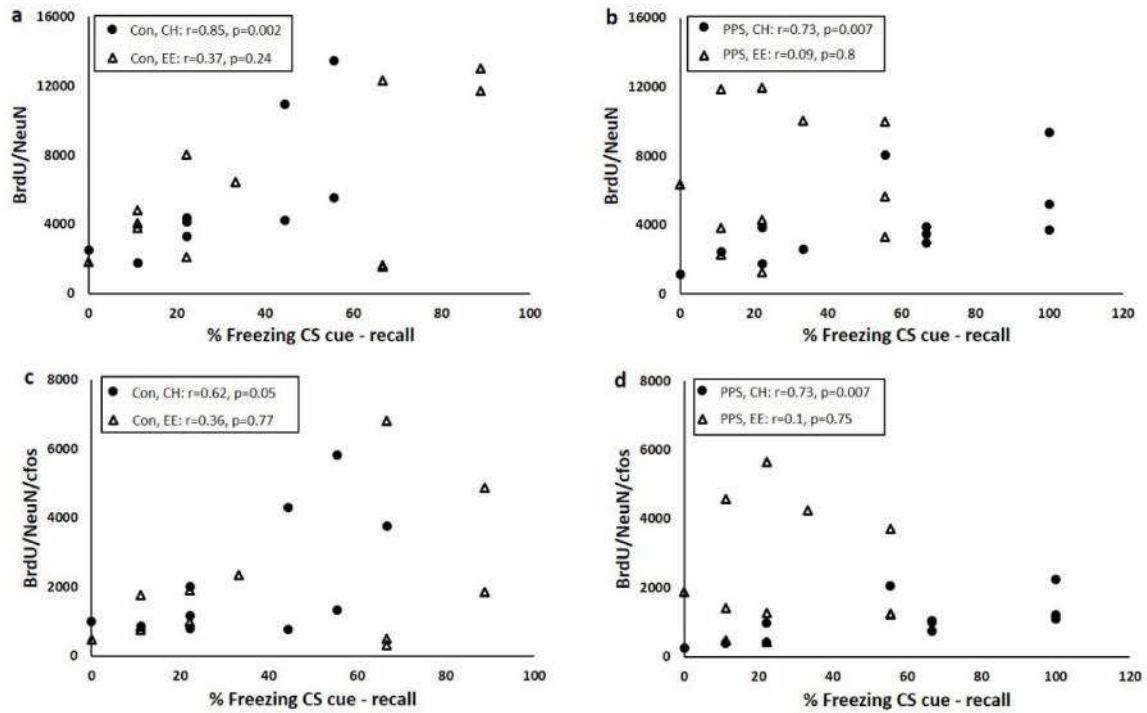 a
16000
Con, CH: r=0.85, p=0.002
Con, EE: r=0.37, p=0.24
12000
8000
4000
0
BrdU/NeuN
0 20 40 60 80 100
% Freezing CS cue - recall
b
16000
PPS, CH: r=0.73, p=0.007
PPS, EE: r=0.09, p=0.8
12000
8000
4000
0
BrdU/NeuN
0 20 40 60 80 100 120
% Freezing CS cue - recall
c
8000
Con, CH: r=0.62, p=0.05
Con, EE: r=0.36, p=0.77
6000
4000
2000
0
BrdU/NeuN/cfos
0 20 40 60 80 100
% Freezing CS cue - recall
d
8000
PPS, CH: r=0.73, p=0.007
PPS, EE: r=0.1, p=0.75
6000
4000
2000
0
BrdU/NeuN/cfos
0 20 40 60 80 100 120
% Freezing CS cue - recall